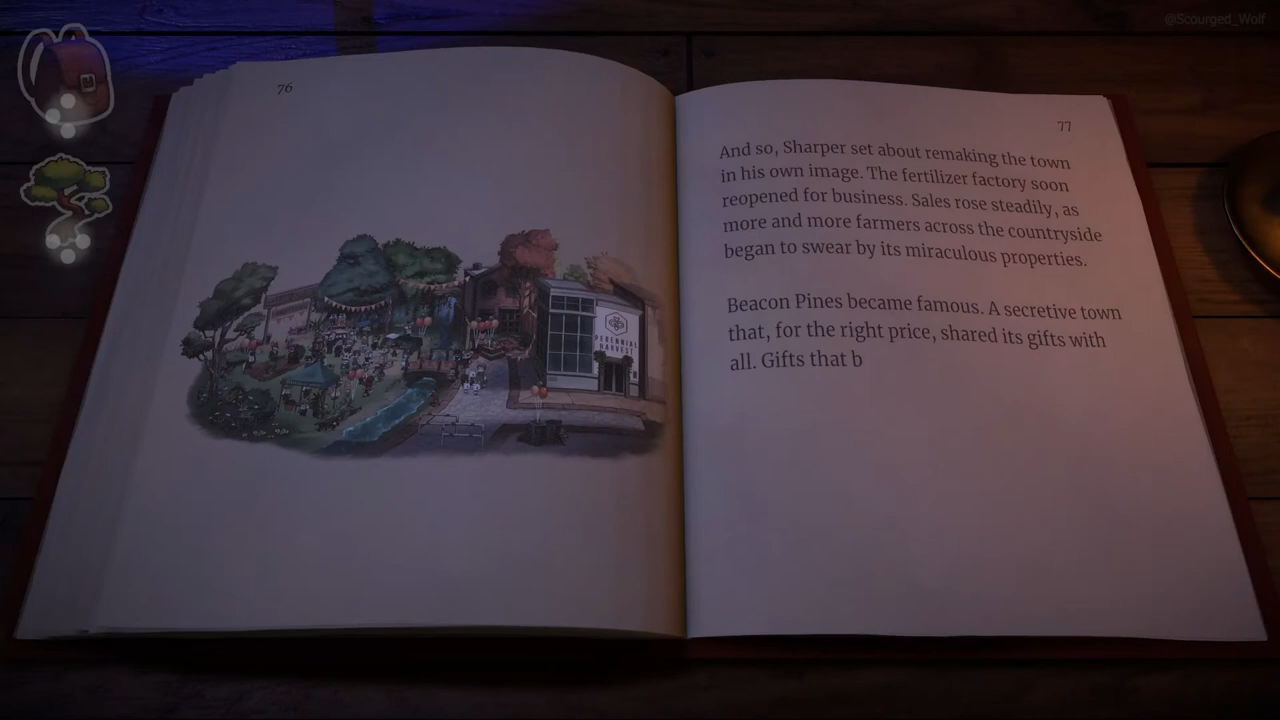 @Scourged_Wolf
76
PERENNIAL
HARVEST
77
And so, Sharper set about remaking the town
in his own image. The fertilizer factory soon
reopened for business. Sales rose steadily, as
more and more farmers across the countryside
began to swear by its miraculous properties.
Beacon Pines became famous. A secretive town
that, for the right price, shared its gifts with
all. Gifts that b